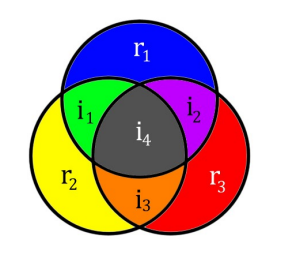 r₁
i₁
i₂
i₄
r₂
r₃
i₃